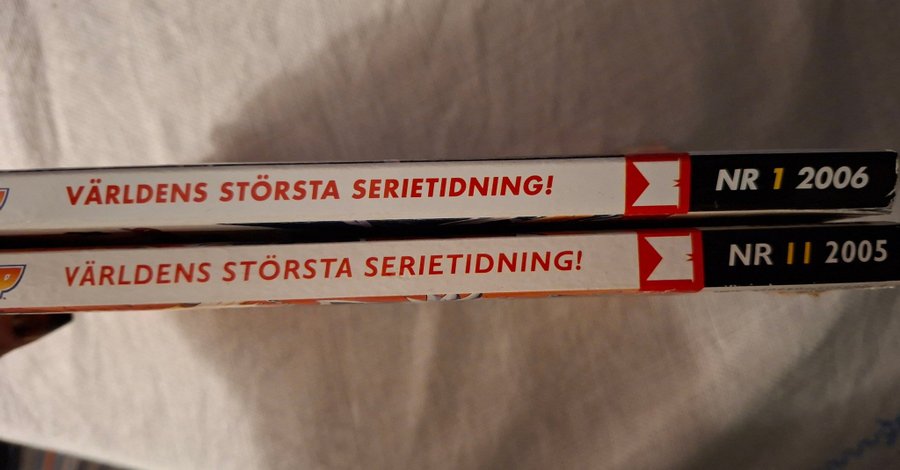 VÄRLDENS STÖRSTA SERIETIDNING! NR 1 2006
VÄRLDENS STÖRSTA SERIETIDNING! NR 11 2005